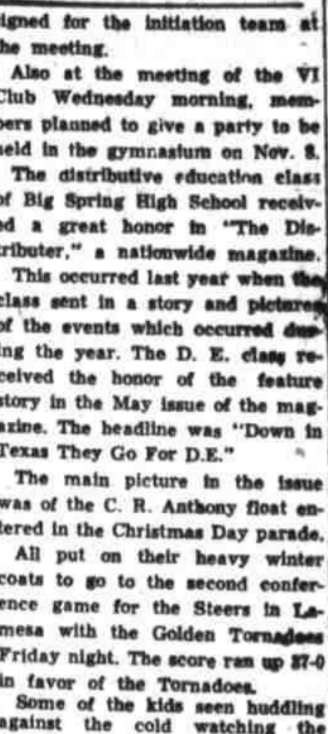 igned for the initiation team at
he meeting.
Also at the meeting of the VI
Club Wednesday morning, mem-
bers planned to give a party to be
held in the gymnasium on Nov. 8.
The distributive education class
of Big Spring High School receiv-
ed a great honor in "The Dis-
tributer," a nationwide magazine.
This occurred last year when the
class sent in a story and pictures
of the events which occurred dur-
ing the year. The D. E. class re-
ceived the honor of the feature
story in the May issue of the mag-
azine. The headline was "Down in
Texas They Go For D.E."
The main picture in the issue
was of the C. R. Anthony float en-
tered in the Christmas Day parade.
All put on their heavy winter
coats to go to the second confer-
ence game for the Steers in La-
mesa with the Golden Tornadoes
Friday night. The score ran up 37-0
in favor of the Tornadoes.
Some of the kids seen huddling
against the cold watching the